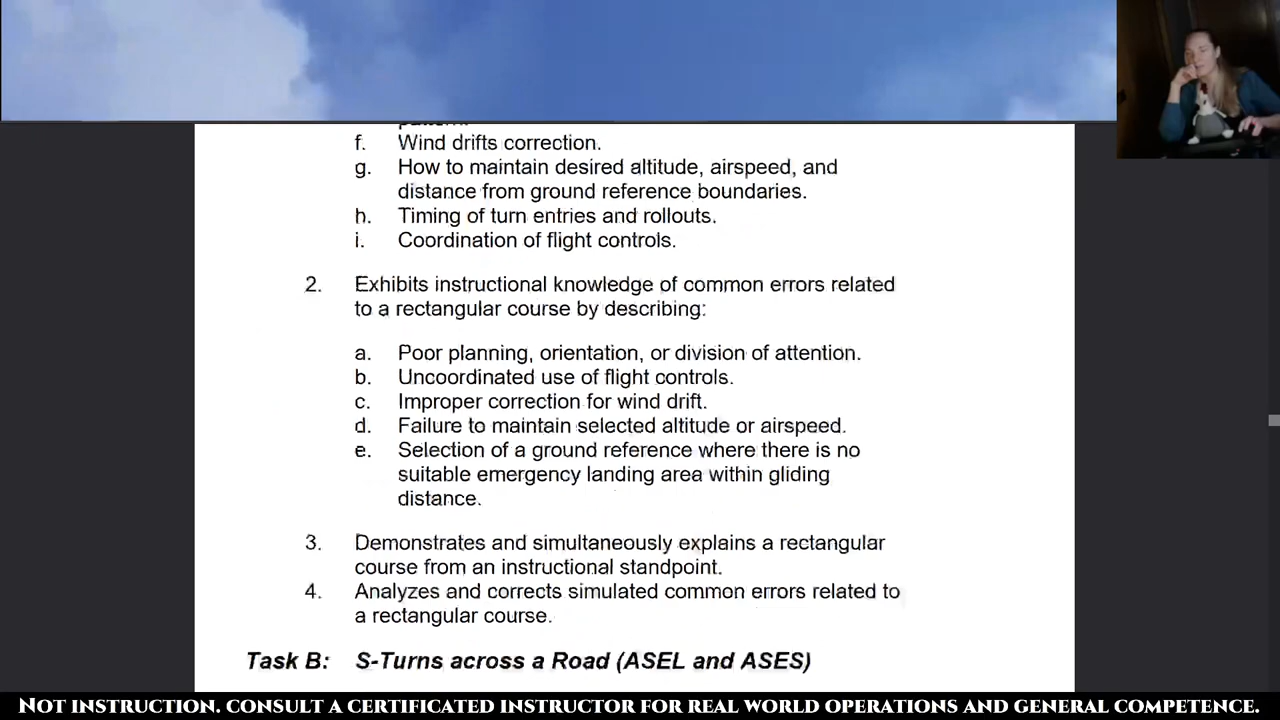 f. Wind drifts correction.
g. How to maintain desired altitude, airspeed, and
distance from ground reference boundaries.
h. Timing of turn entries and rollouts.
i. Coordination of flight controls.
2. Exhibits instructional knowledge of common errors related
to a rectangular course by describing:
a. Poor planning, orientation, or division of attention.
b. Uncoordinated use of flight controls.
c. Improper correction for wind drift.
d. Failure to maintain selected altitude or airspeed.
e. Selection of a ground reference where there is no
suitable emergency landing area within gliding
distance.
3. Demonstrates and simultaneously explains a rectangular
course from an instructional standpoint.
4. Analyzes and corrects simulated common errors related to
a rectangular course.
Task B: S-Turns across a Road (ASEL and ASES)
Not instruction. Consult a certificated instructor for real world operations and general competence.